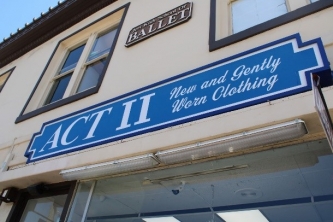 BALLET
ACT II
New and Gently
Worn Clothing